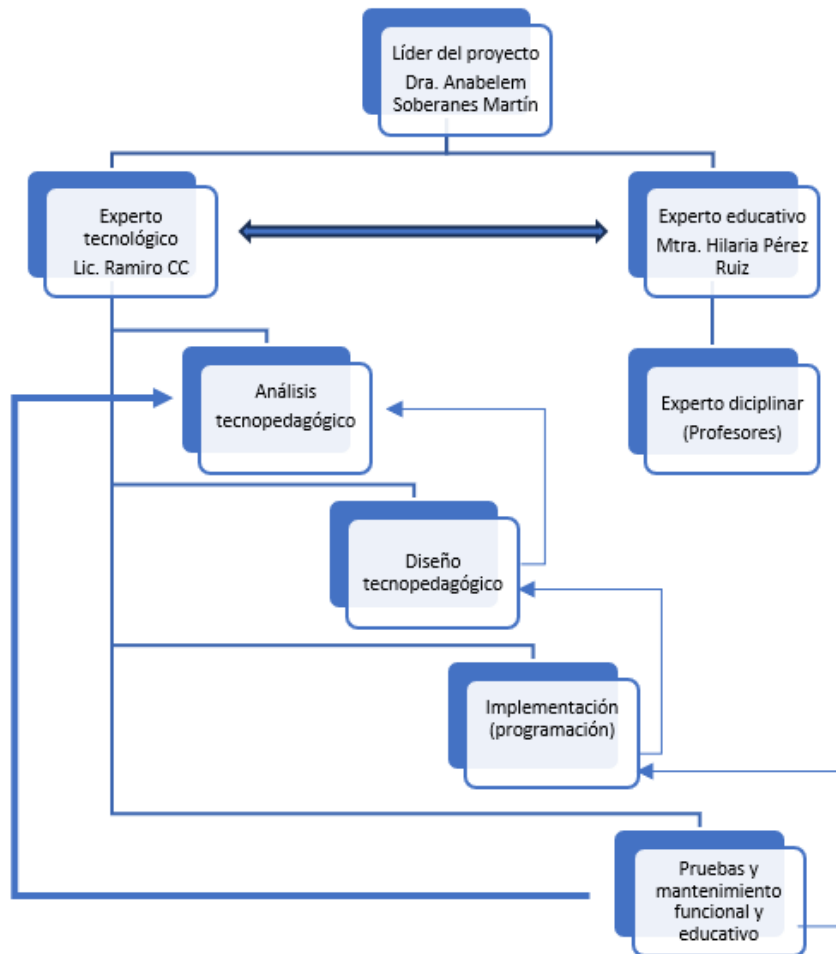 Líder del proyecto
Dra. Anabelem
Soberanes Martín
Experto
tecnológico
Lic. Ramiro CC
Experto educativo
Mtra. Hilaria Pérez
Ruiz
Análisis
tecnopedagógico
Experto diciplinar
(Profesores)
Diseño
tecnopedagógico
Implementación
(programación)
Pruebas y
mantenimiento
funcional y
educativo